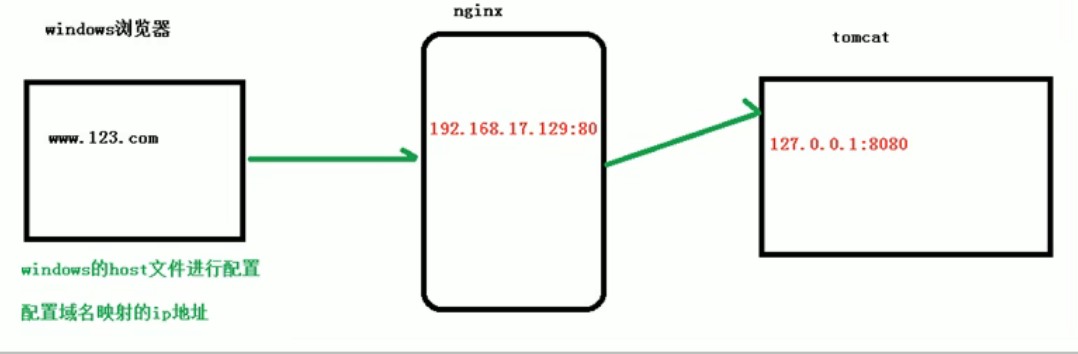 windows浏览器
nginx
tomcat
www.123.com
192.168.17.129:80
127.0.0.1:8080
windows的host文件进行配置
配置域名映射的ip地址